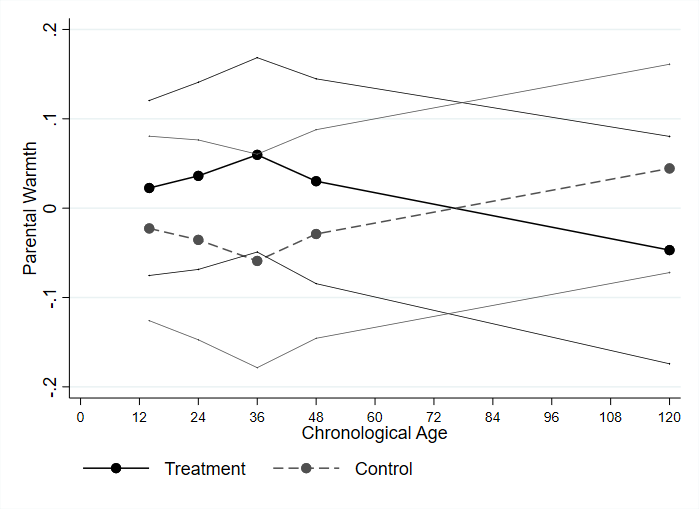 .2
.1
0
-.1
-.2
Parental Warmth
0 12 24 36 48 60 72 84 96 108 120
Chronological Age
Treatment Control